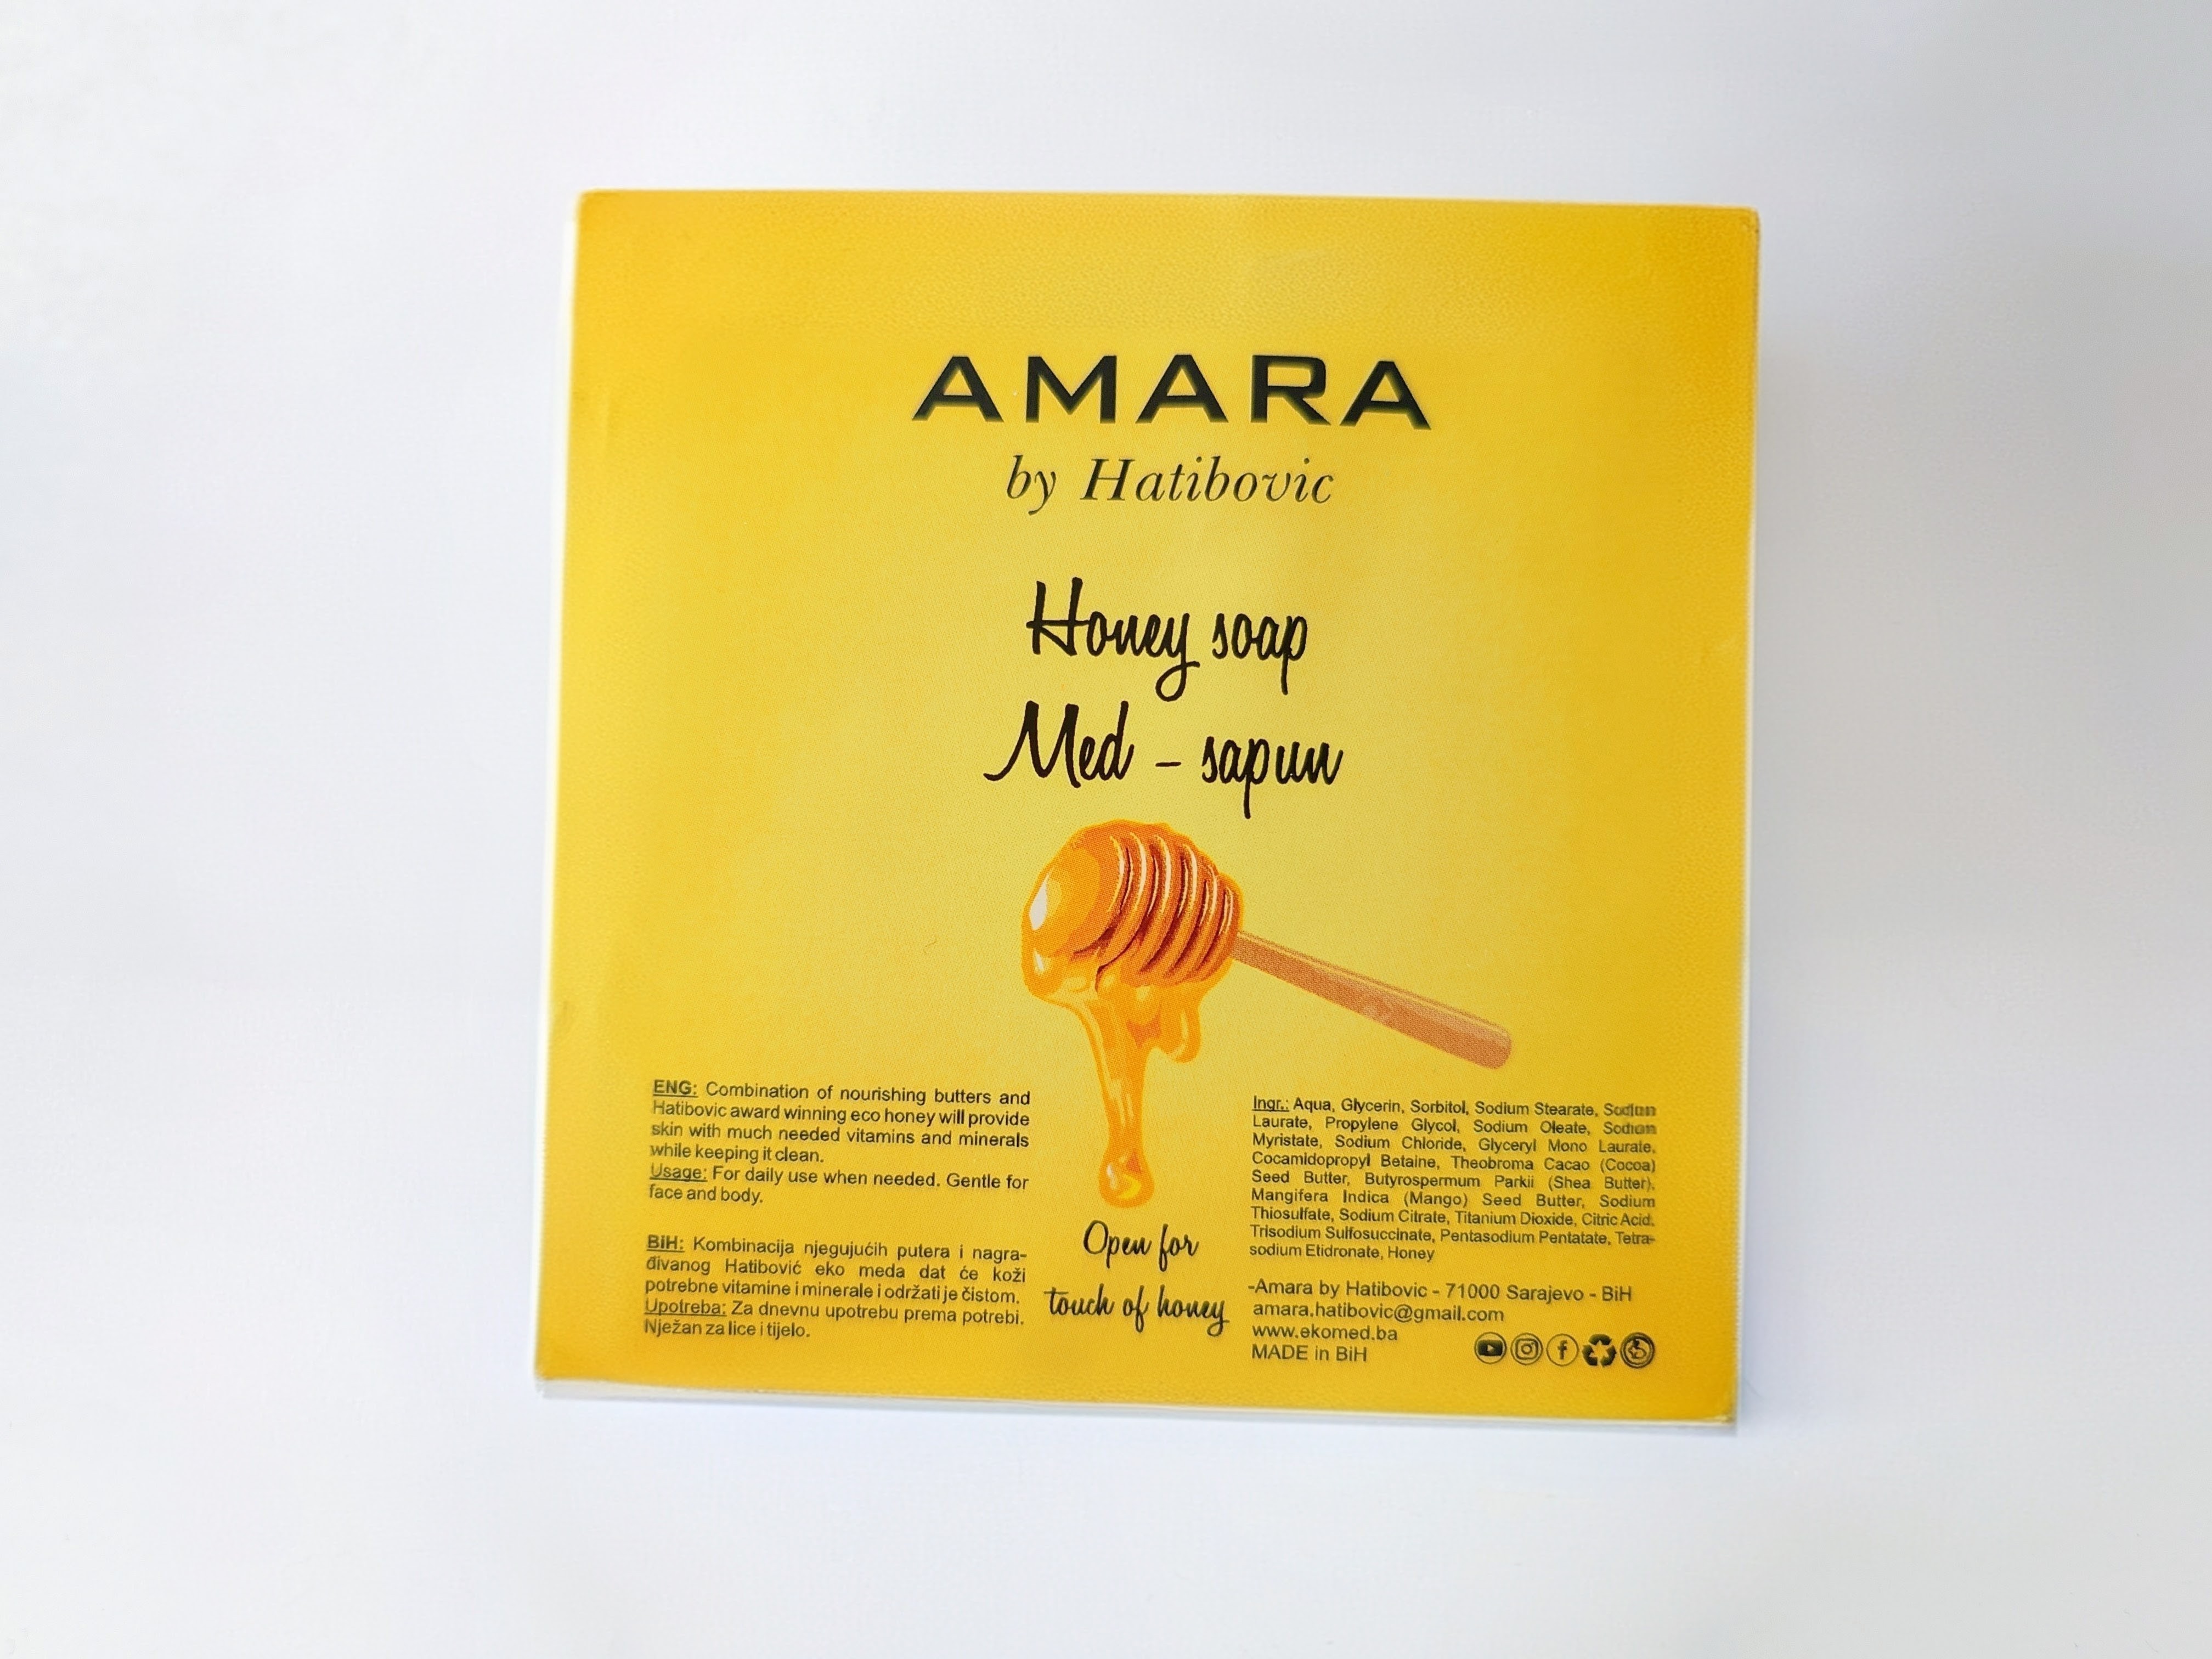 AMARA
by Hatibovic
Honey soap
Med - sapun
ENG: Combination of nourishing butters and
Hatibovic award winning eco honey will provide
skin with much needed vitamins and minerals
while keeping it clean.
Usage: For daily use when needed. Gentle for
face and body.
BiH: Kombinacija njegujućih putera i nagra-
đivanog Hatibović eko meda dat će koži
potrebne vitamine i minerale i održati je čistom.
Upotreba: Za dnevnu upotrebu prema potrebi.
Nježan za lice i tijelo.
Open for
touch of honey
Ingr.: Aqua, Glycerin, Sorbitol, Sodium Stearate, Sodium
Laurate, Propylene Glycol, Sodium Oleate, Sodium
Myristate, Sodium Chloride, Glyceryl Mono Laurate,
Cocamidopropyl Betaine, Theobroma Cacao (Cocoa)
Seed Butter, Butyrospermum Parkii (Shea Butter),
Mangifera Indica (Mango) Seed Butter, Sodium
Thiosulfate, Sodium Citrate, Titanium Dioxide, Citric Acid,
Trisodium Sulfosuccinate, Pentasodium Pentatate, Tetra-
sodium Etidronate, Honey
-Amara by Hatibovic - 71000 Sarajevo - BiH
amara.hatibovic@gmail.com
www.ekomed.ba
MADE in BiH